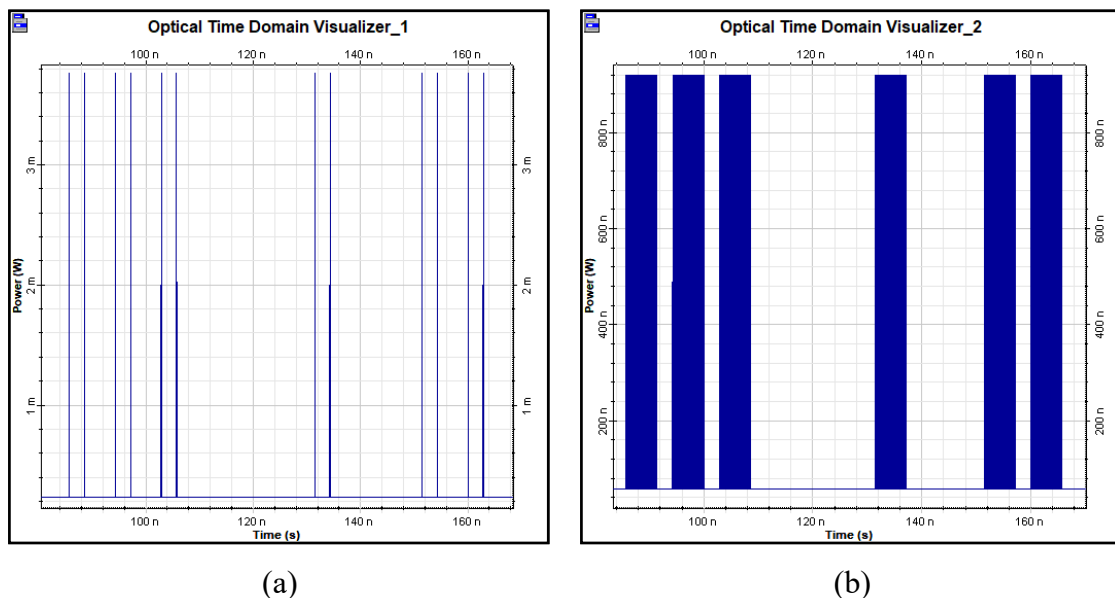 Optical Time Domain Visualizer_1
100 n 120 n 140 n 160 n
Power (W)
3 m 3 m
2 m 2 m
1 m 1 m
100 n 120 n 140 n 160 n
Time (s)
(a)
Optical Time Domain Visualizer_2
100 n 120 n 140 n 160 n
Power (W)
800 n 800 n
600 n 600 n
400 n 400 n
200 n 200 n
100 n 120 n 140 n 160 n
Time (s)
(b)